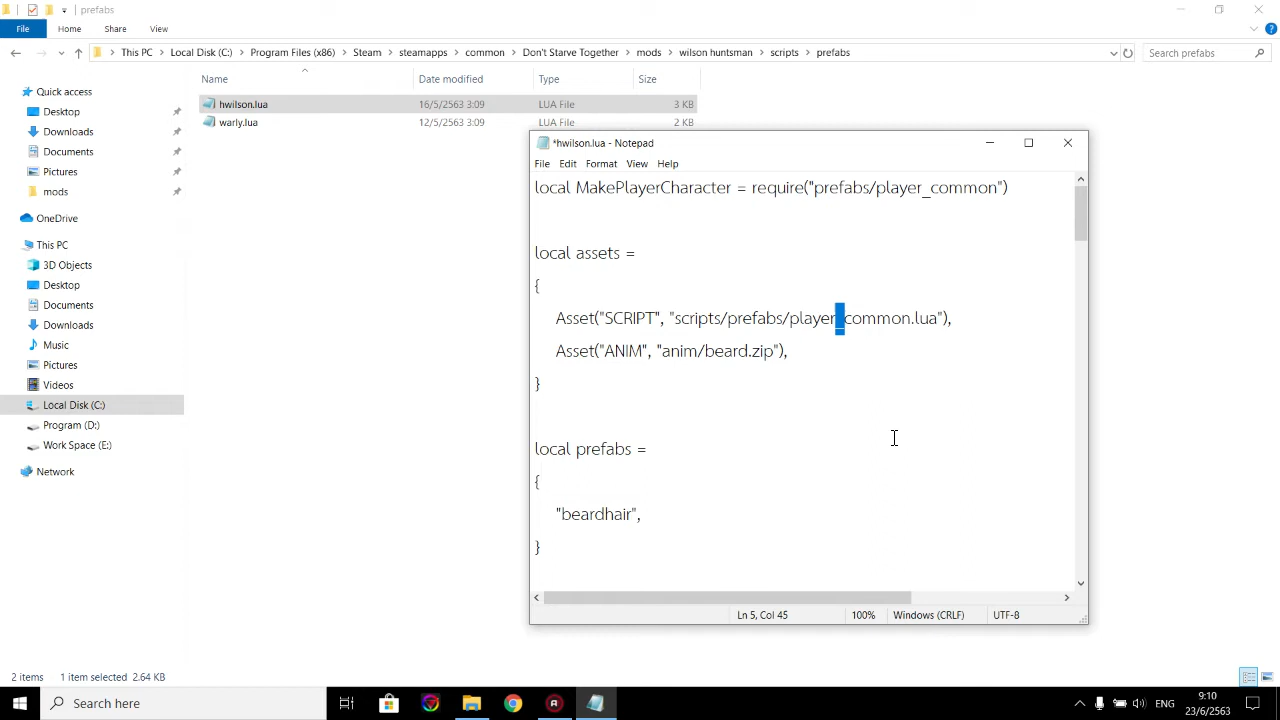 prefabs
File
Home
Share
View
This PC
Local Disk (C:)
Program Files (x86)
Steam
steamapps
common
Don't Starve Together
mods
wilson huntsman
scripts
prefabs
Search prefabs
Quick access
Desktop
Downloads
Documents
Pictures
mods
OneDrive
This PC
3D Objects
Desktop
Documents
Downloads
Music
Pictures
Videos
Local Disk (C:)
Program (D:)
Work Space (E:)
Network
Name Date modified Type Size
hwilson.lua 16/5/2563 3:09 LUA File 3 KB
warly.lua 12/5/2563 3:09 LUA File 2 KB
*hwilson.lua - Notepad
File Edit Format View Help
local MakePlayerCharacter = require("prefabs/player_common")
local assets =
{
Asset("SCRIPT", "scripts/prefabs/player_common.lua"),
Asset("ANIM", "anim/beard.zip"),
}
local prefabs =
{
"beardhair",
}
Ln 5, Col 45 100% Windows (CRLF) UTF-8
2 items 1 item selected 2.64 KB
Search here
ENG
9:10
23/6/2563